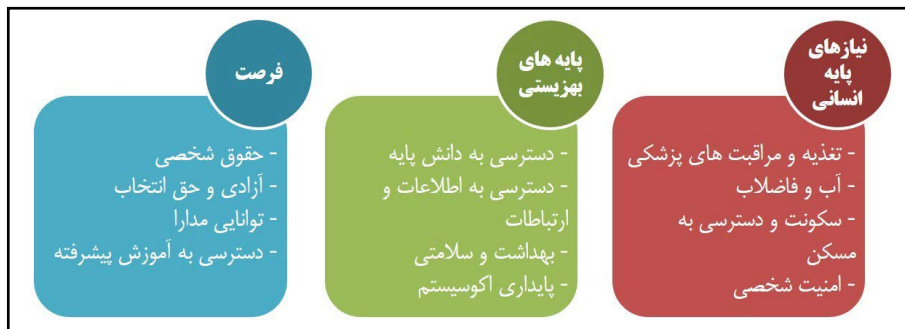 نیازهای
پایه
انسانی
- تغذیه و مراقبت های پزشکی
- آب و فاضلاب
- سکونت و دسترسی به
مسکن
- امنیت شخصی
پایه های
بهزیستی
- دسترسی به دانش پایه
- دسترسی به اطلاعات و
ارتباطات
- بهداشت و سلامتی
- پایداری اکوسیستم
فرصت
- حقوق شخصی
- آزادی و حق انتخاب
- توانایی مدارا
- دسترسی به آموزش پیشرفته